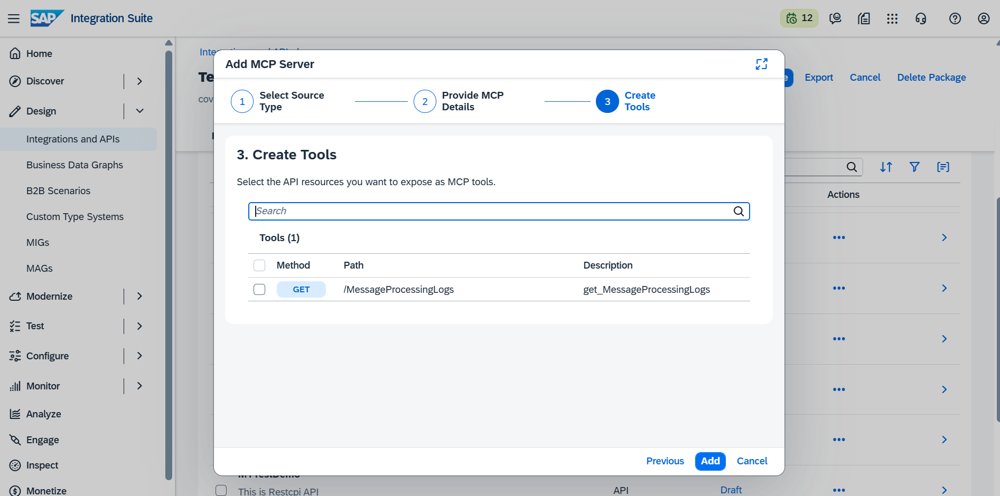 SAP Integration Suite
12
Home
Discover
Design
Integrations and APIs
Business Data Graphs
B2B Scenarios
Custom Type Systems
MIGs
MAGs
Modernize
Test
Configure
Monitor
Analyze
Engage
Inspect
Monetize
Export
Cancel
Delete Package
Actions
Add MCP Server
1
Select Source
Type
2
Provide MCP
Details
3
Create
Tools
3. Create Tools
Select the API resources you want to expose as MCP tools.
Search
Tools (1)
Method Path Description
GET /MessageProcessingLogs get_MessageProcessingLogs
Previous Add Cancel
This is Restcpi API API Draft